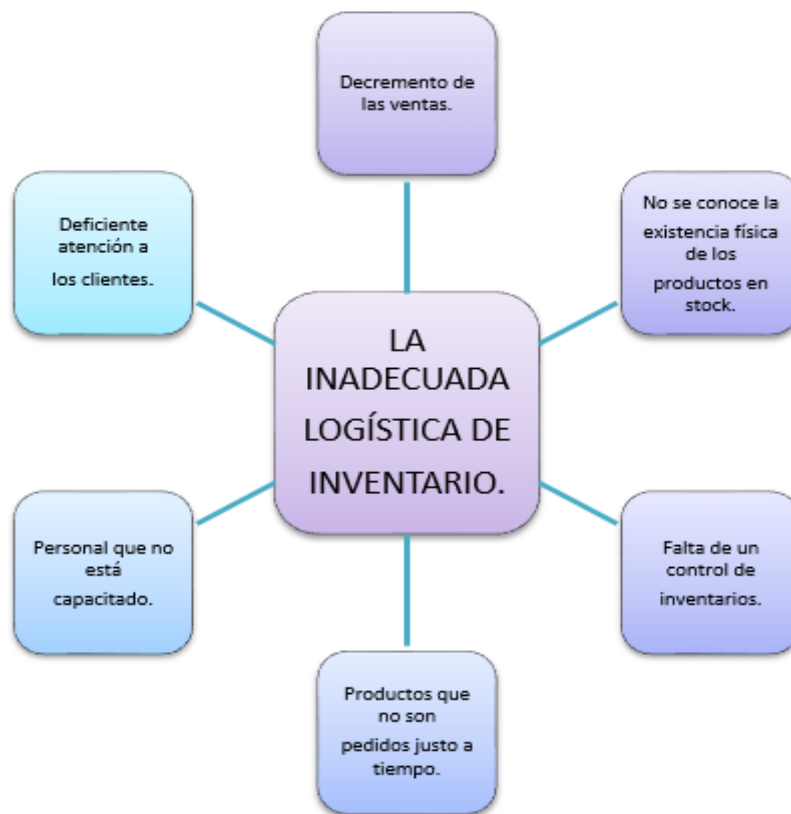 Decremento de
las ventas.
No se conoce la
existencia física
de los
productos en
stock.
Deficiente
atención a
los clientes.
LA
INADECUADA
LOGÍSTICA DE
INVENTARIO.
Personal que no
está
capacitado.
Falta de un
control de
inventarios.
Productos que
no son
pedidos justo a
tiempo.